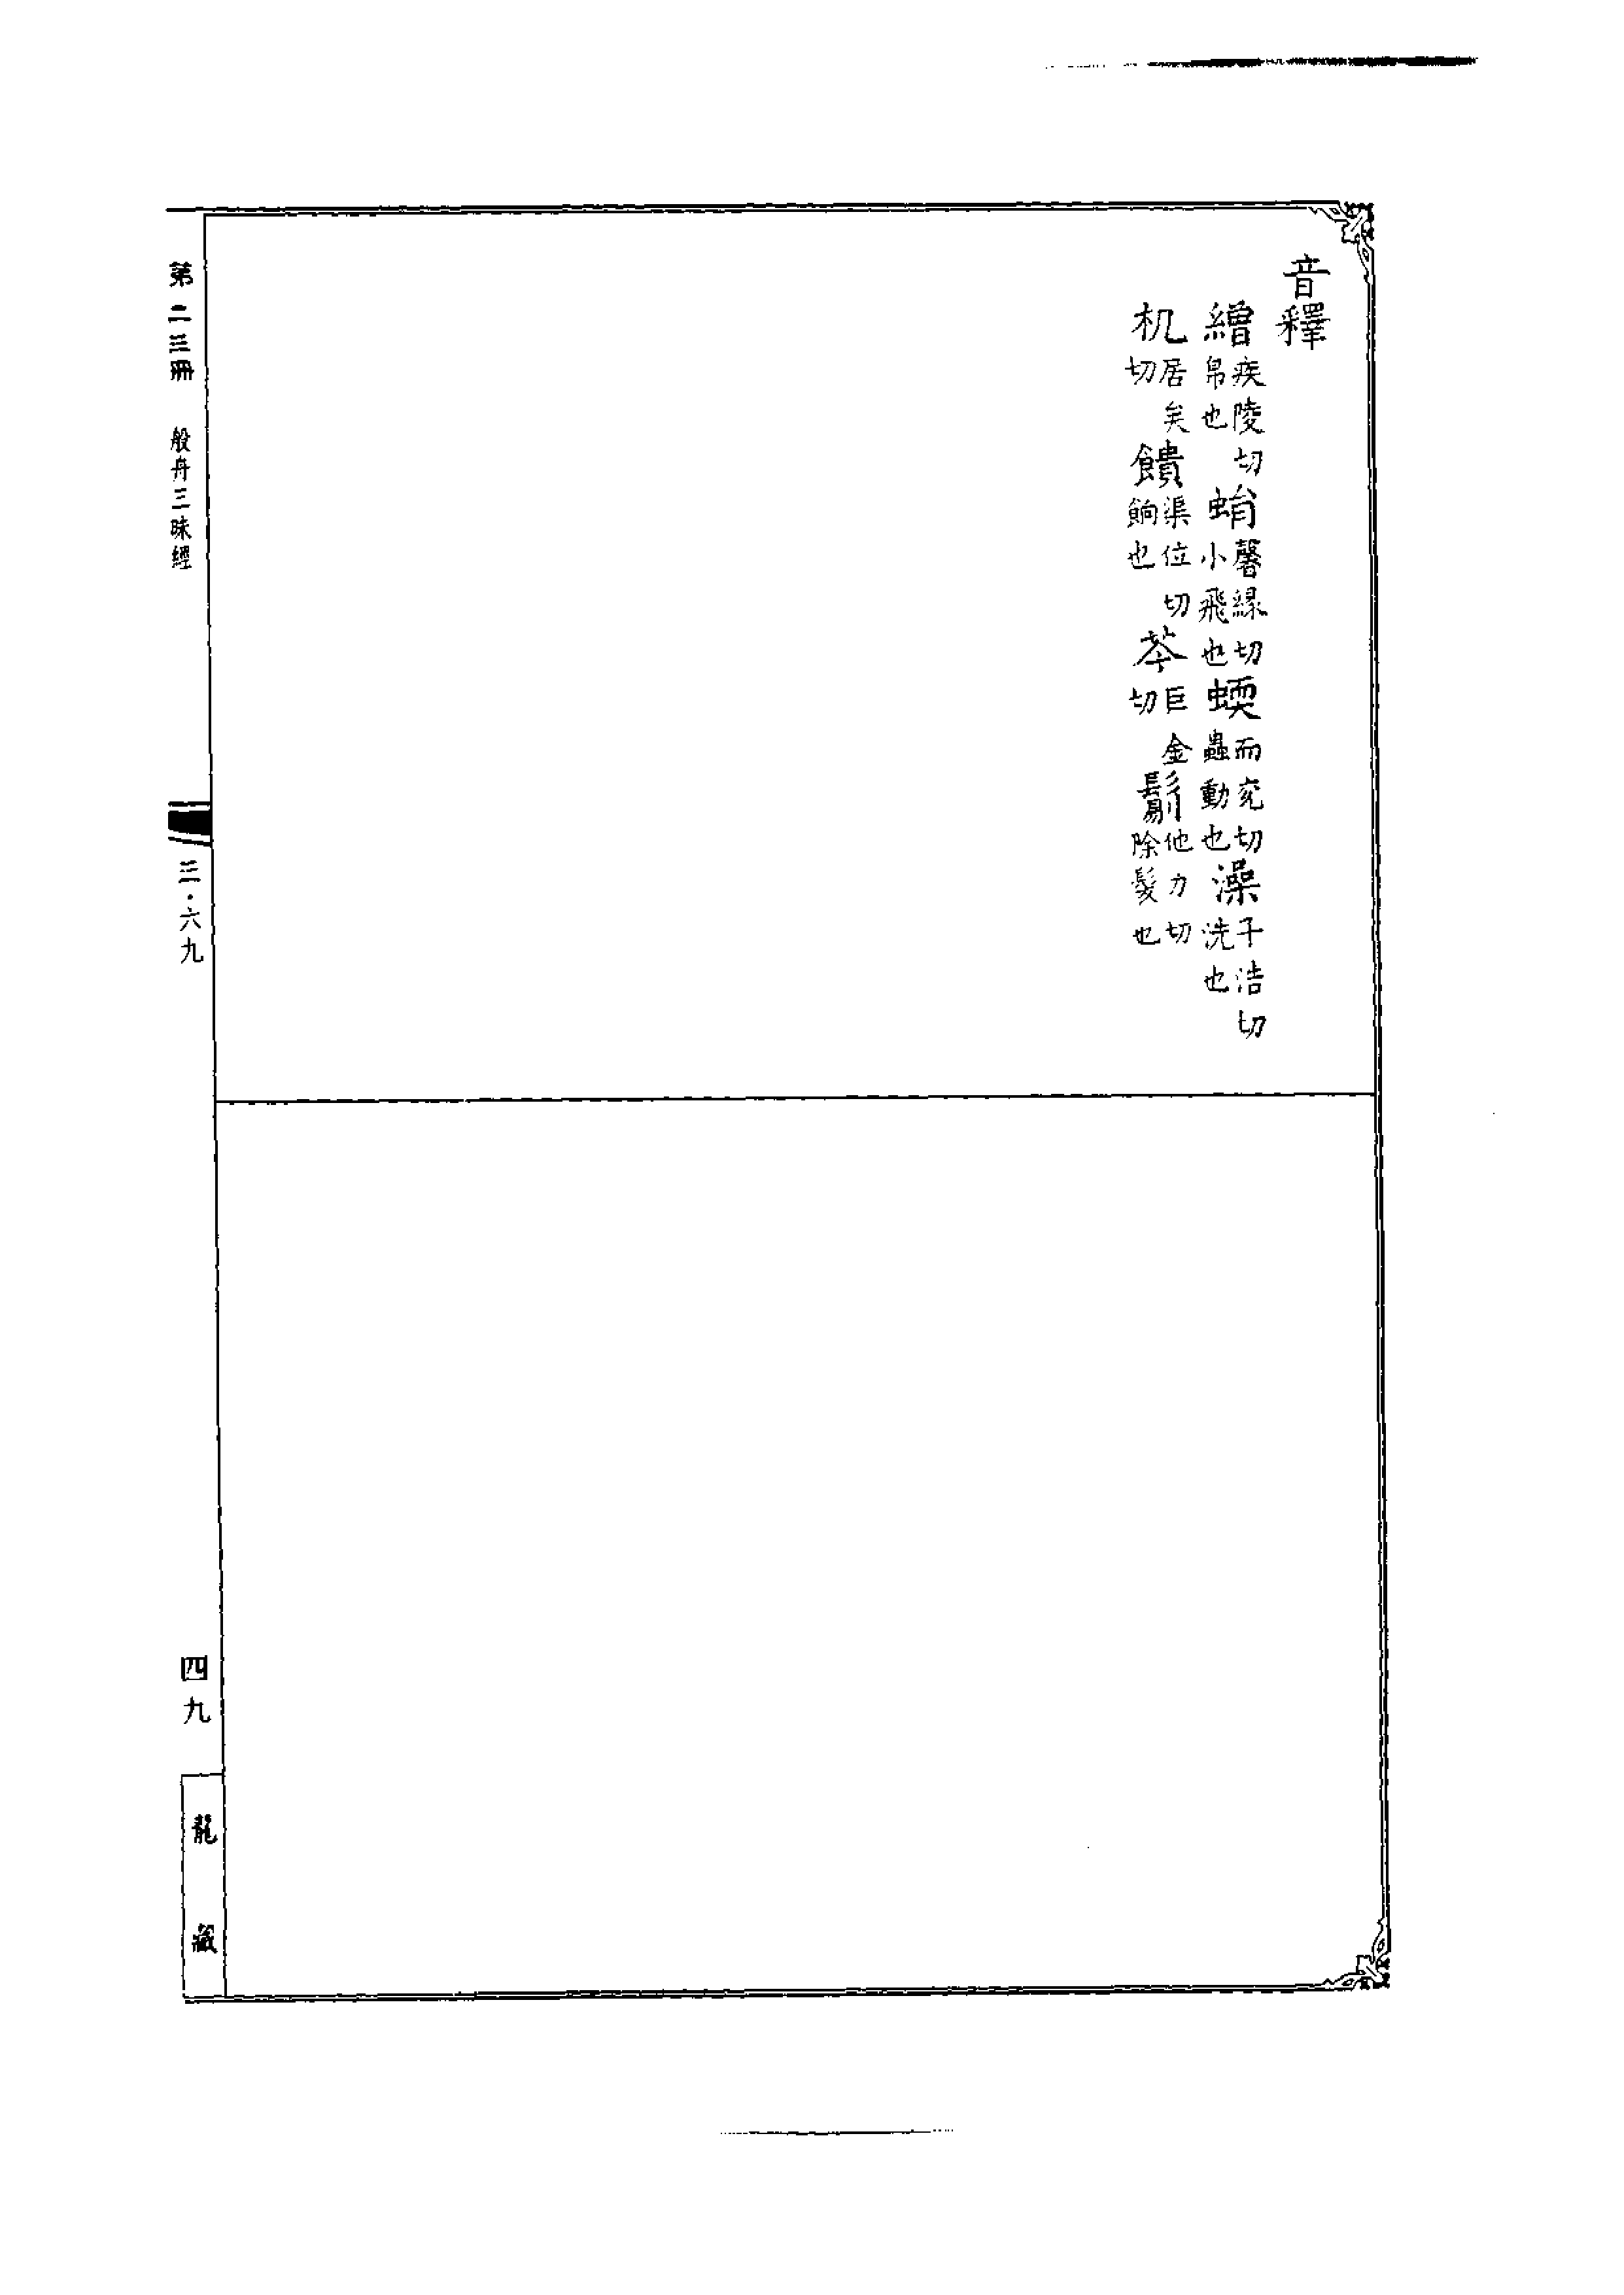 音釋
繒疾陵切帛也蜎馨緣切小飛也蝡而兖切蟲動也澡子浩切洗也
机居矣切饋渠位切餉也芩巨金切鬀他力切除髮也
第二三冊 般舟三昧經
三·六九
四九
龍藏